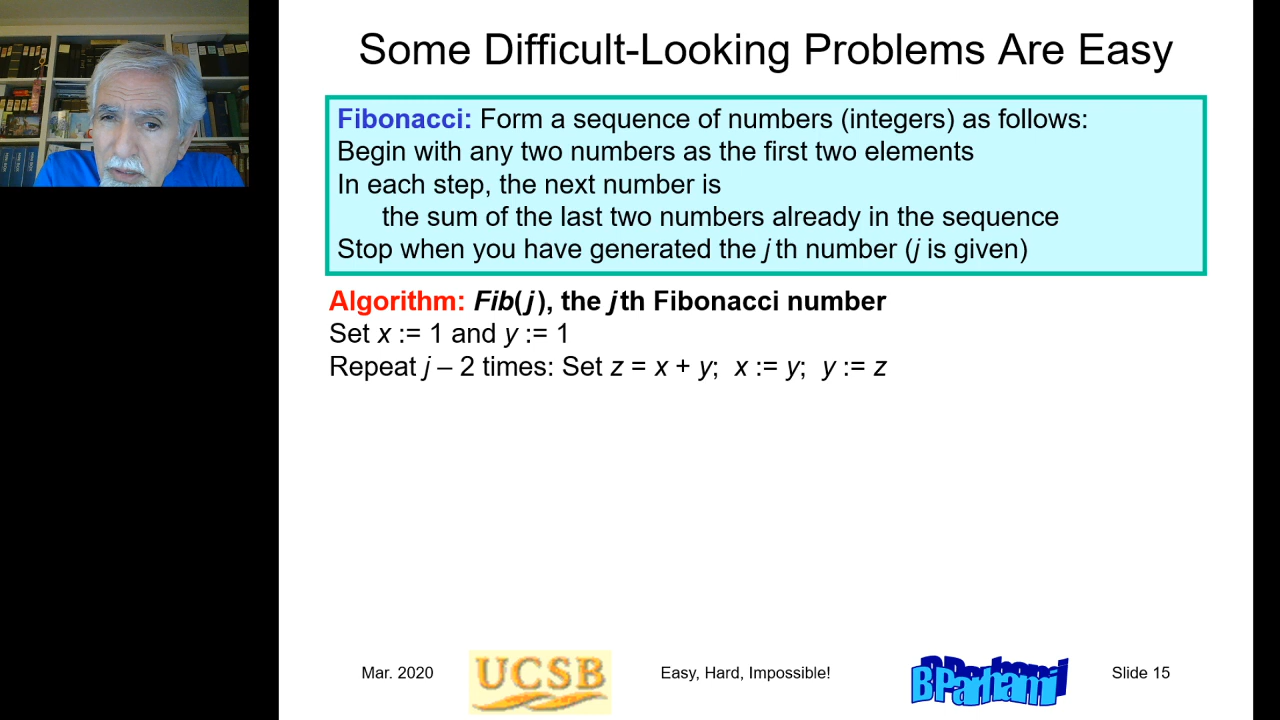 Some Difficult-Looking Problems Are Easy
Fibonacci: Form a sequence of numbers (integers) as follows:
Begin with any two numbers as the first two elements
In each step, the next number is
the sum of the last two numbers already in the sequence
Stop when you have generated the j th number (j is given)
Algorithm: Fib(j), the jth Fibonacci number
Set x := 1 and y := 1
Repeat j – 2 times: Set z = x + y; x := y; y := z
Mar. 2020
UCSB
Easy, Hard, Impossible!
BParhami
Slide 15